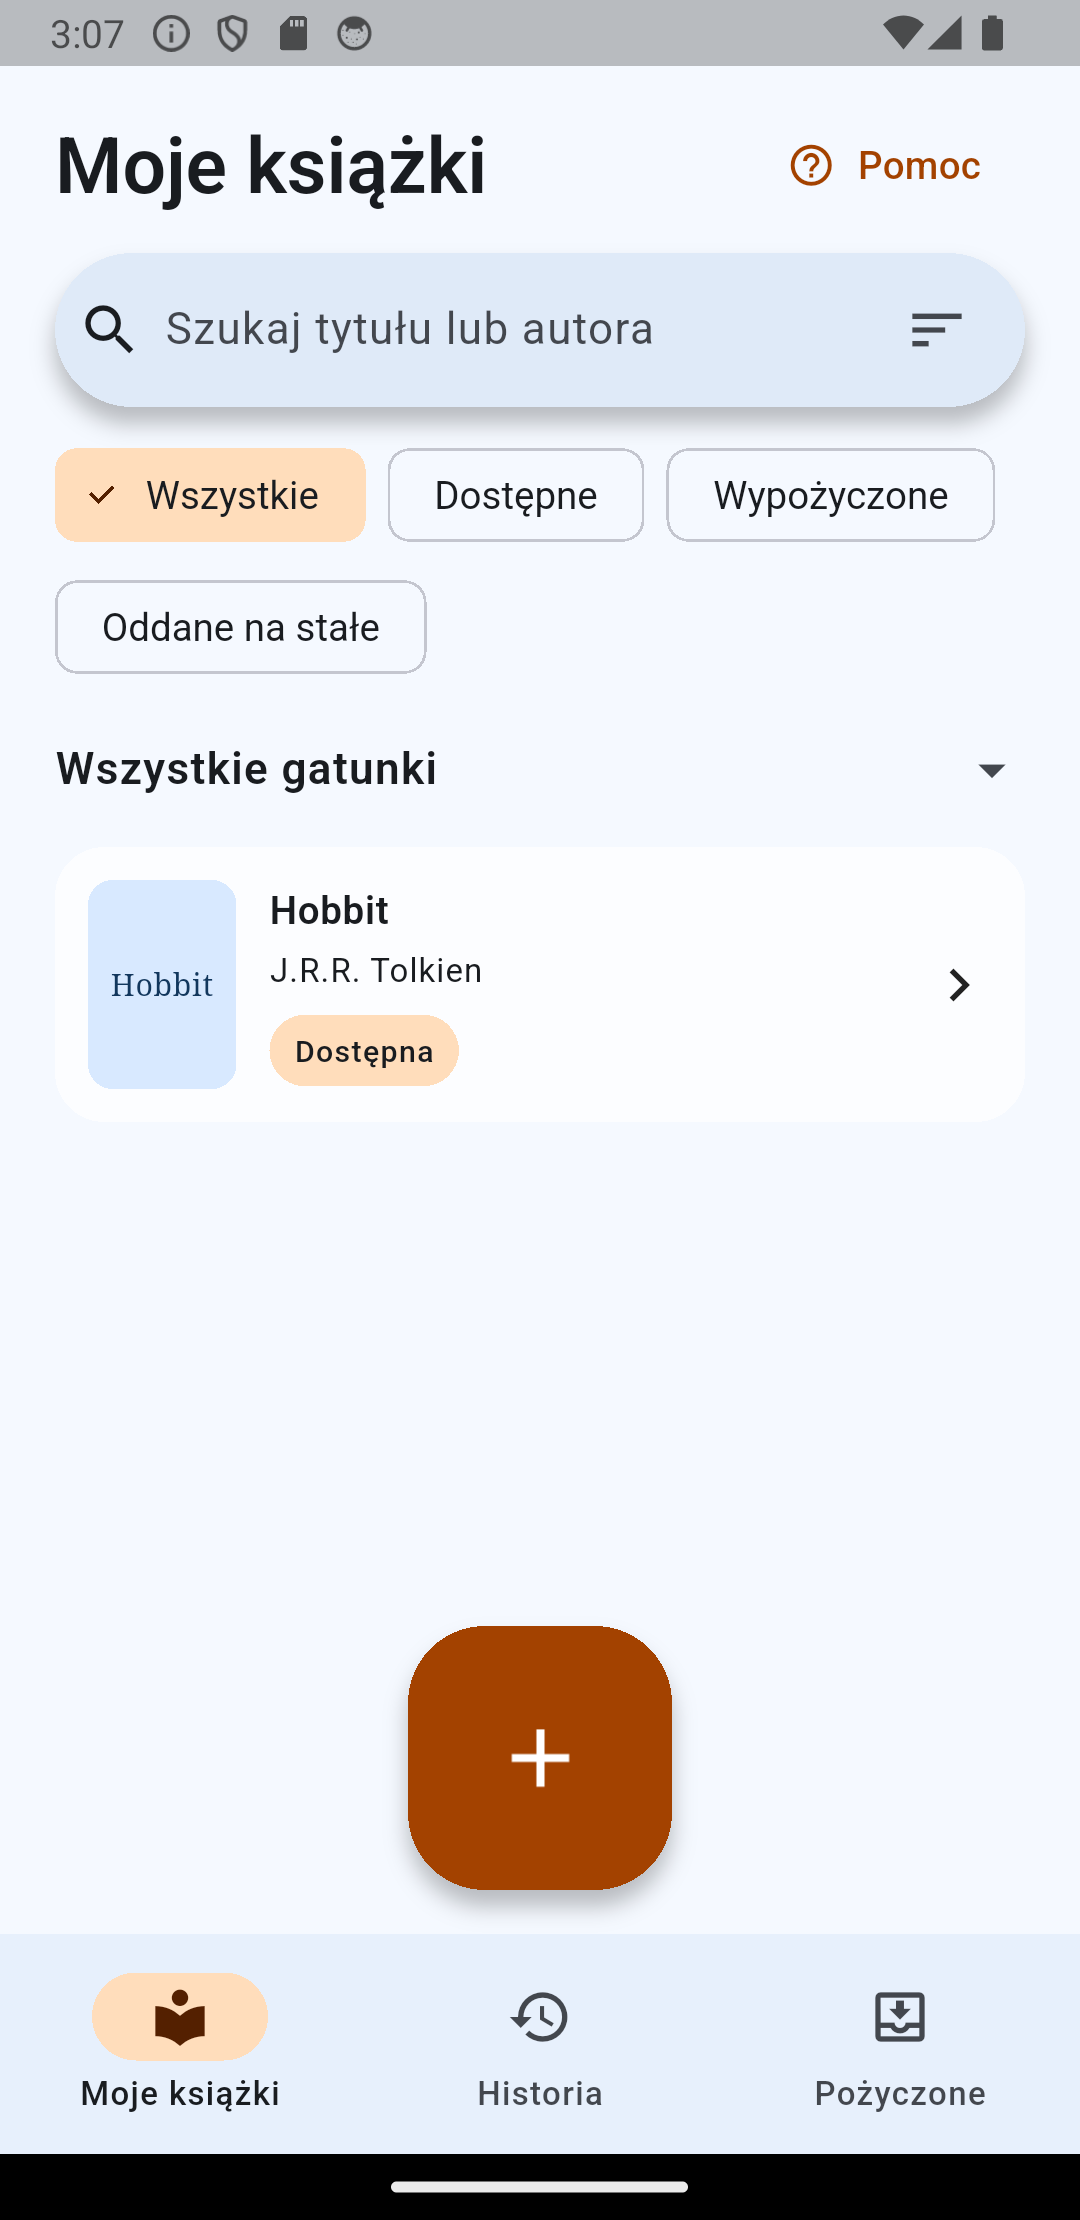 3:07
Moje książki
Pomoc
Szukaj tytułu lub autora
Wszystkie
Dostępne
Wypożyczone
Oddane na stałe
Wszystkie gatunki
Hobbit
Hobbit
J.R.R. Tolkien
Dostępna
Moje książki
Historia
Pożyczone